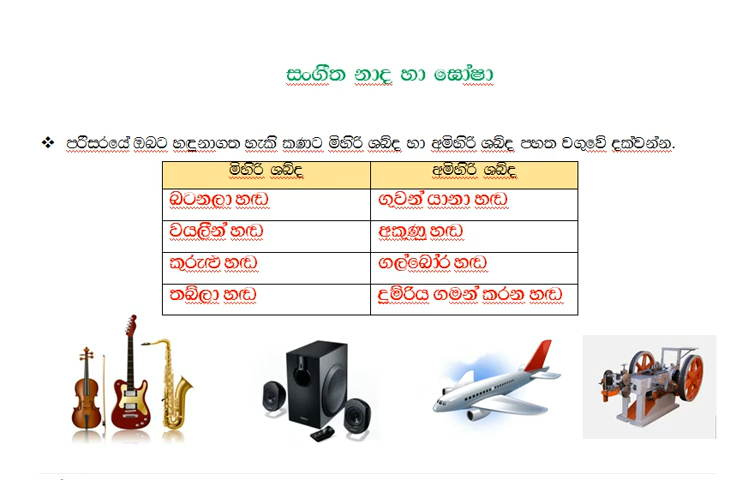 සංගීත නාද හා ඝෝෂා
❖ පරිසරයේ ඔබට හඳුනාගත හැකි කණට මිහිරි ශබ්ද හා අමිහිරි ශබ්ද පහත වගුවේ දක්වන්න.
මිහිරි ශබ්ද අමිහිරි ශබ්ද
බටනලා හඬ ගුවන් යානා හඬ
වයලීන් හඬ අකුණු හඬ
කුරුළු හඬ ගල්බෝර හඬ
තබ්ලා හඬ දුම්රිය ගමන් කරන හඬ